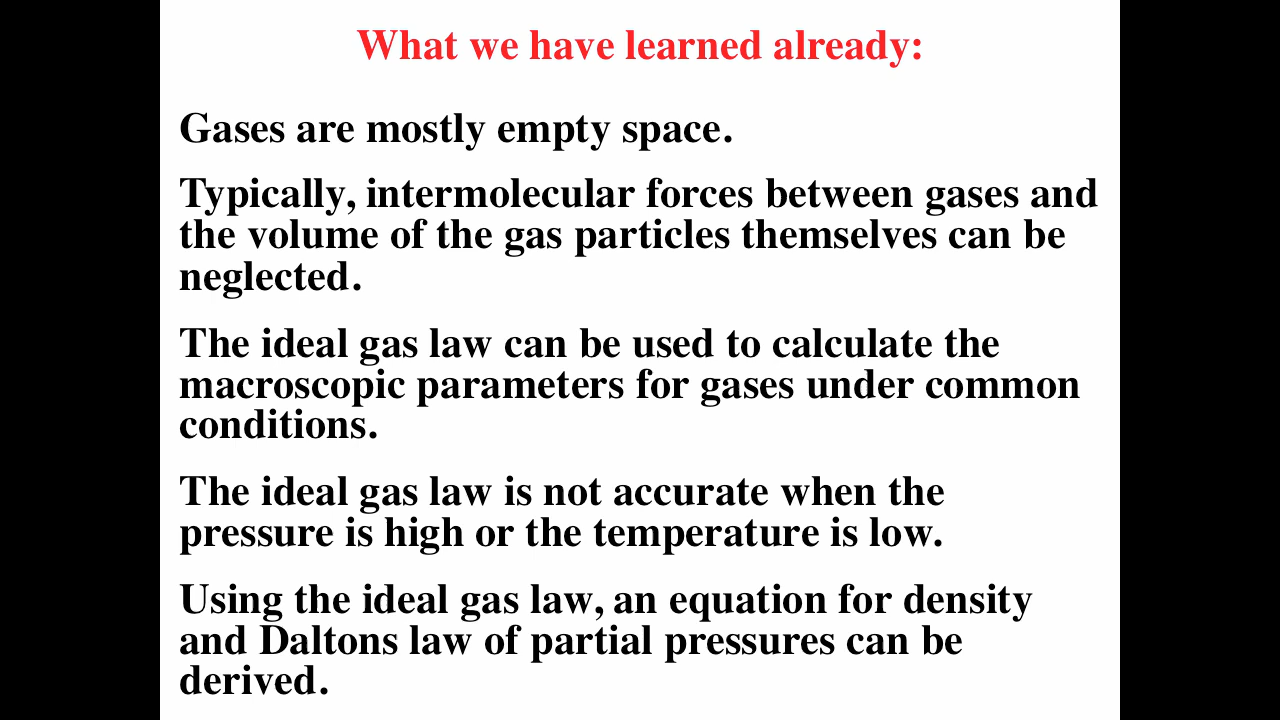 What we have learned already:
Gases are mostly empty space.
Typically, intermolecular forces between gases and
the volume of the gas particles themselves can be
neglected.
The ideal gas law can be used to calculate the
macroscopic parameters for gases under common
conditions.
The ideal gas law is not accurate when the
pressure is high or the temperature is low.
Using the ideal gas law, an equation for density
and Daltons law of partial pressures can be
derived.